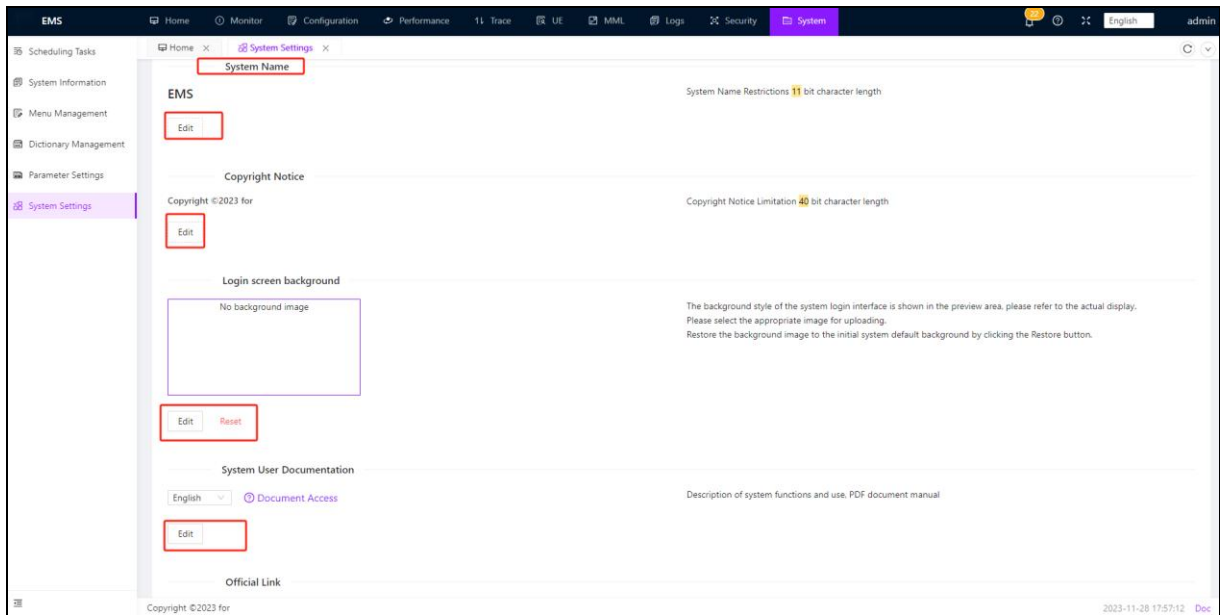 EMS Home Monitor Configuration Performance Trace UE MML Logs Security System 22 English admin
Scheduling Tasks
System Information
Menu Management
Dictionary Management
Parameter Settings
System Settings
Home System Settings
System Name
EMS
System Name Restrictions 11 bit character length
Edit
Copyright Notice
Copyright ©2023 for
Copyright Notice Limitation 40 bit character length
Edit
Login screen background
No background image
The background style of the system login interface is shown in the preview area, please refer to the actual display.
Please select the appropriate image for uploading.
Restore the background image to the initial system default background by clicking the Restore button.
Edit Reset
System User Documentation
English Document Access
Description of system functions and use, PDF document manual
Edit
Official Link
Copyright ©2023 for
2023-11-28 17:57:12 Doc